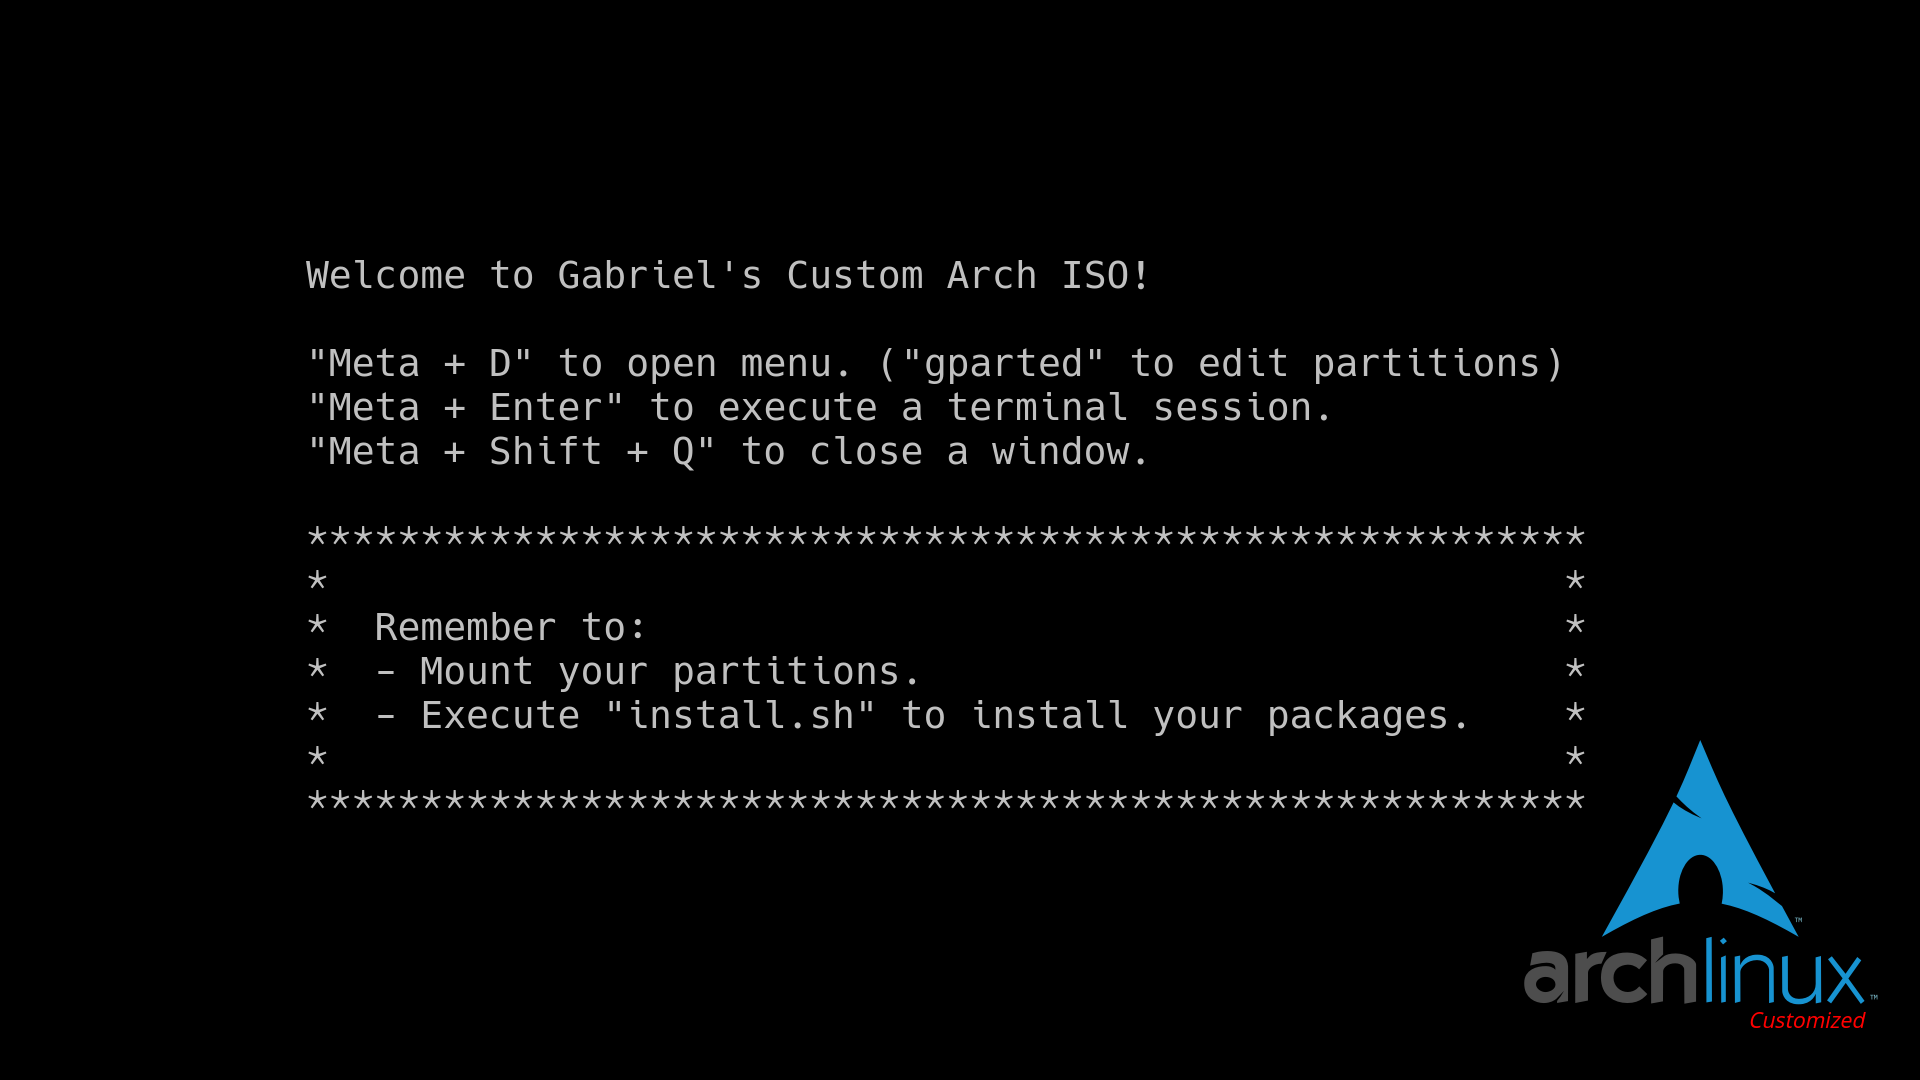 Welcome to Gabriel's Custom Arch ISO!
"Meta + D" to open menu. ("gparted" to edit partitions)
"Meta + Enter" to execute a terminal session.
"Meta + Shift + Q" to close a window.
********************************************************
*                                                      *
*  Remember to:                                        *
*  - Mount your partitions.                            *
*  - Execute "install.sh" to install your packages.    *
*                                                      *
********************************************************
™
archlinux™
Customized